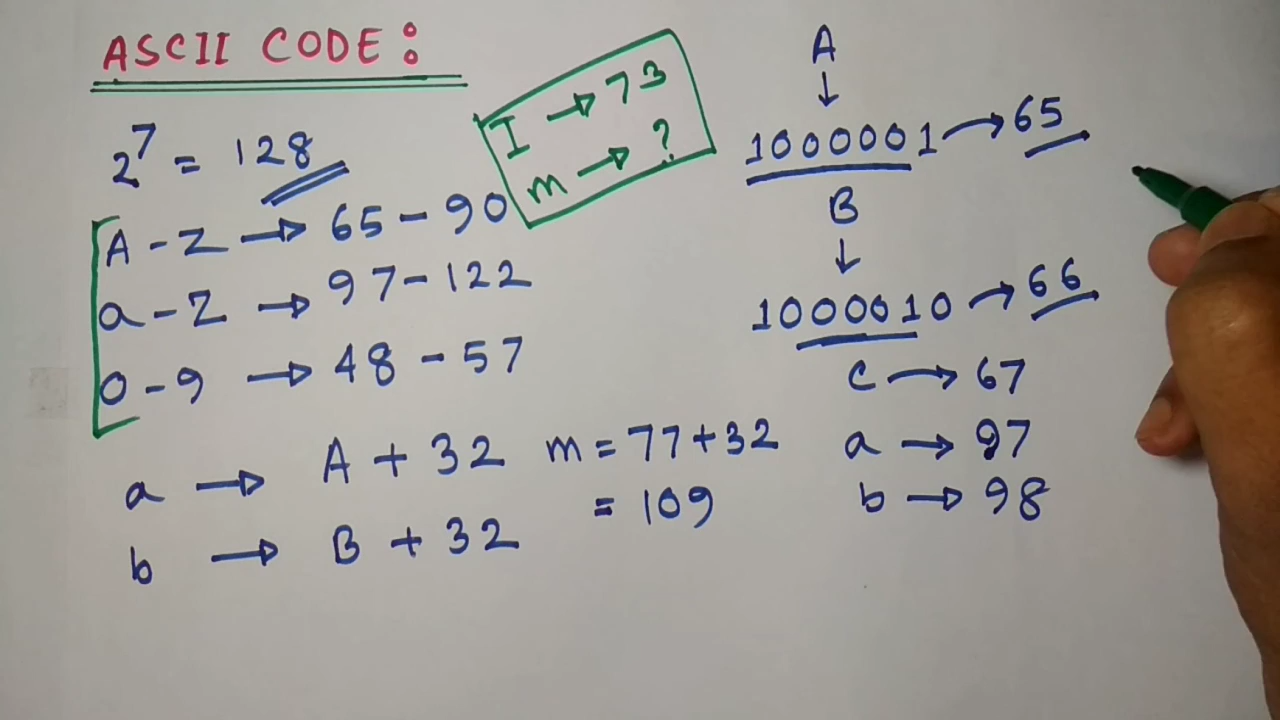 ASCII CODE:
2^7 = 128
A - Z → 65 - 90
a - z → 97 - 122
0 - 9 → 48 - 57
a → A + 32
b → B + 32
I → 73
m → ?
m = 77 + 32
= 109
A
↓
1000001 → 65
B
↓
1000010 → 66
C → 67
a → 97
b → 98